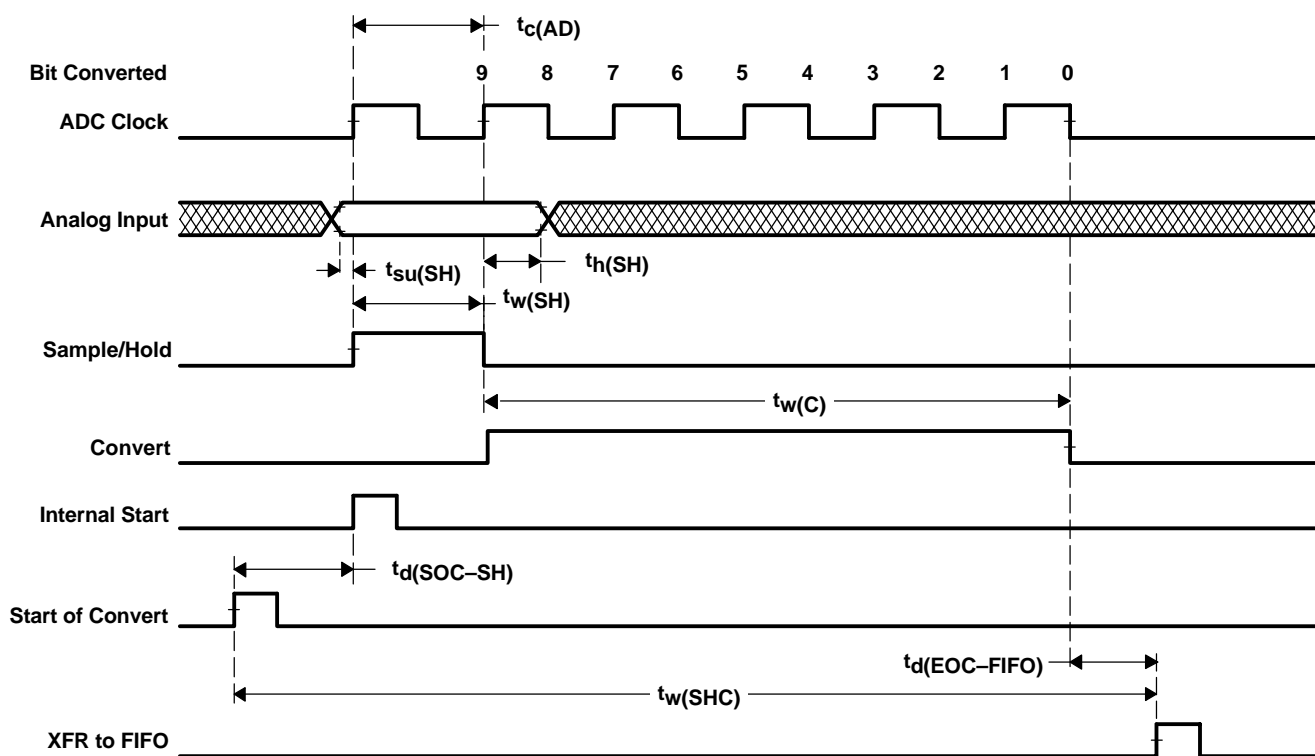 tc(AD)
Bit Converted 9 8 7 6 5 4 3 2 1 0
ADC Clock
Analog Input
tsu(SH) th(SH)
tw(SH)
Sample/Hold
tw(C)
Convert
Internal Start
td(SOC–SH)
Start of Convert
td(EOC–FIFO)
tw(SHC)
XFR to FIFO